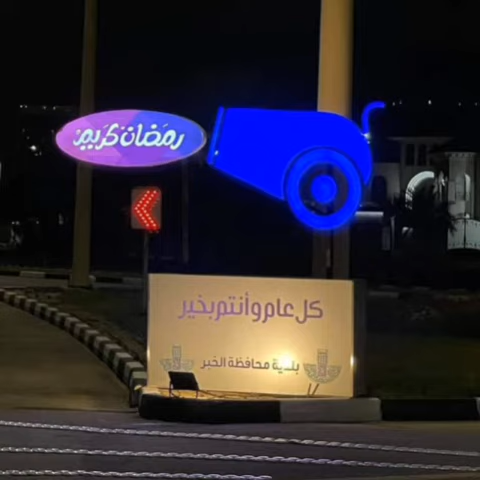 رمضان كريم
كل عام وأنتم بخير
بلدية محافظة الخبر